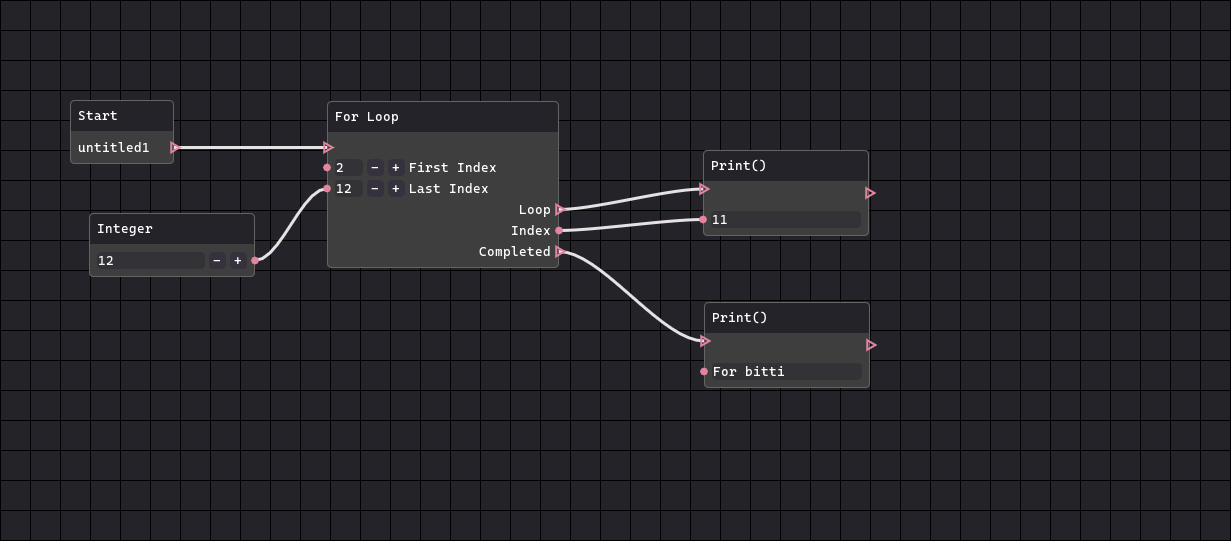 Start
untitled1
Integer
12 - +
For Loop
2 - + First Index
12 - + Last Index
Loop
Index
Completed
Print()
11
Print()
For bitti